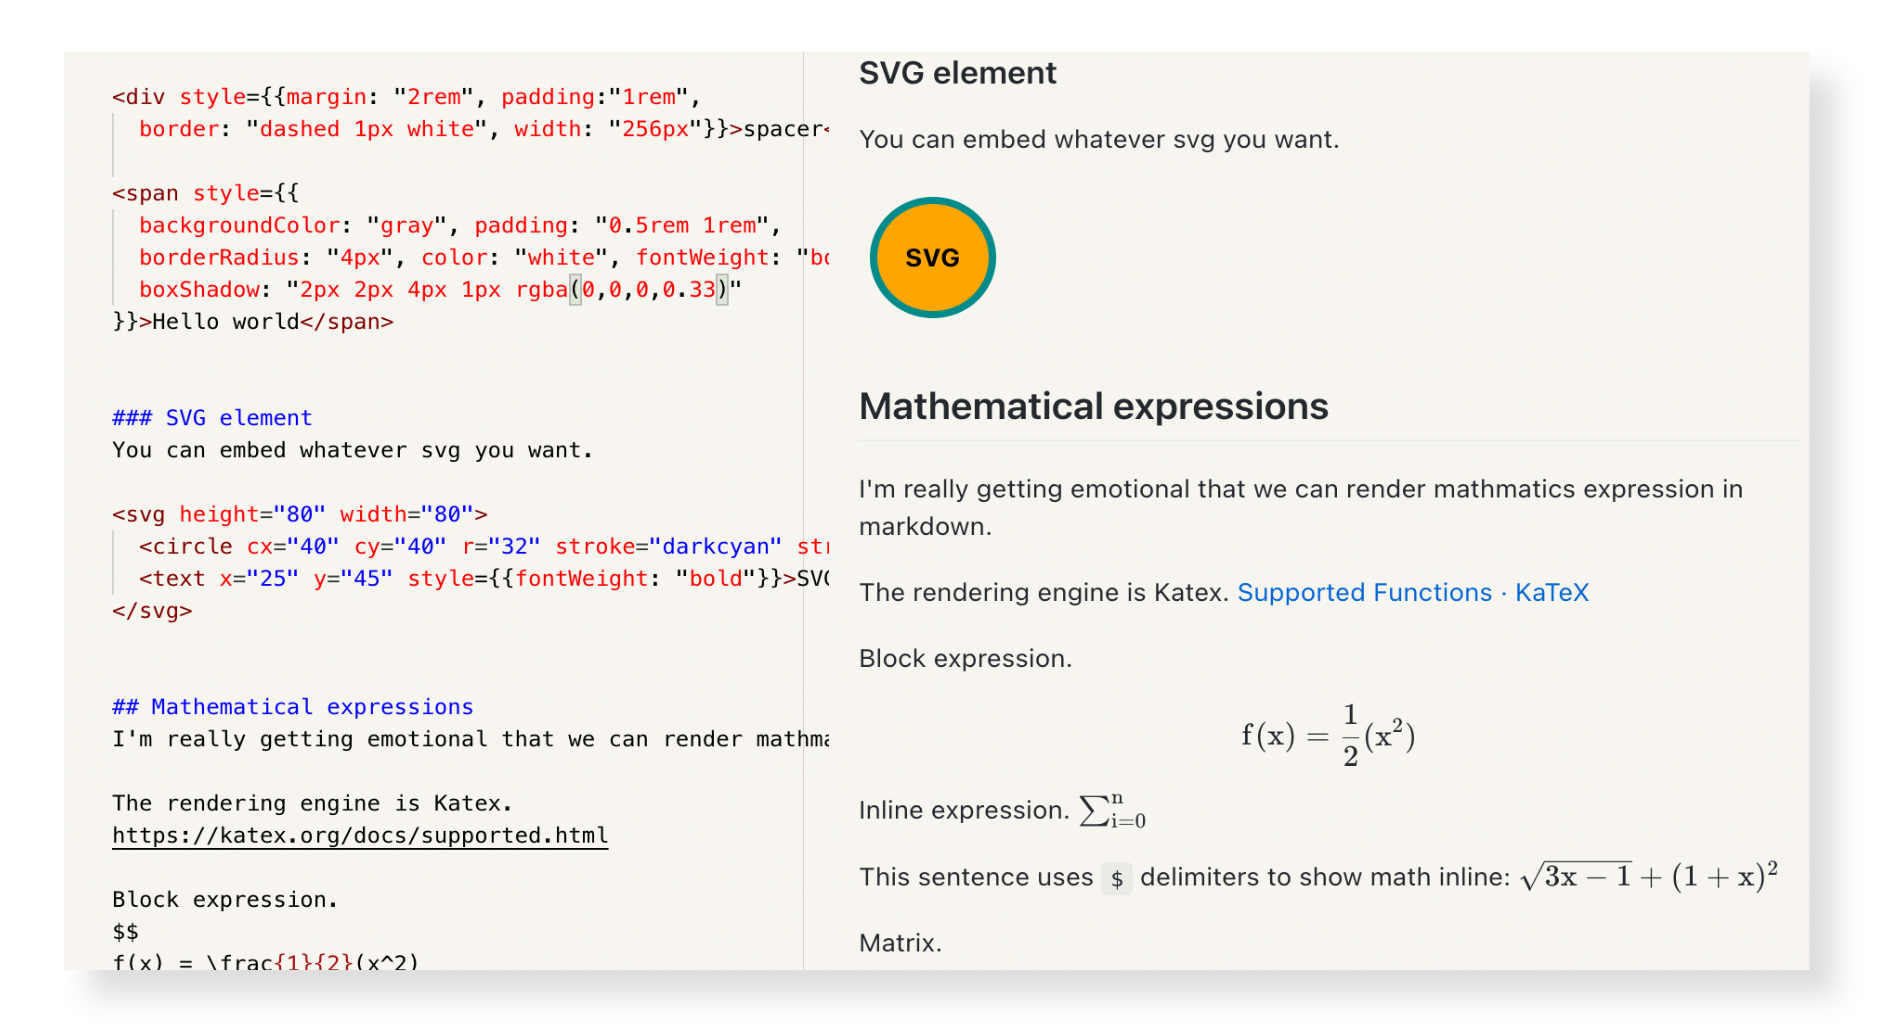 <div style={{margin: "2rem", padding:"1rem",
border: "dashed 1px white", width: "256px"}}>spacer<
<span style={{
backgroundColor: "gray", padding: "0.5rem 1rem",
borderRadius: "4px", color: "white", fontWeight: "bo
boxShadow: "2px 2px 4px 1px rgba(0,0,0,0.33)"
}}>Hello world</span>
### SVG element
You can embed whatever svg you want.
<svg height="80" width="80">
<circle cx="40" cy="40" r="32" stroke="darkcyan" str
<text x="25" y="45" style={{fontWeight: "bold"}}>SVG
</svg>
## Mathematical expressions
I'm really getting emotional that we can render mathma
The rendering engine is Katex.
https://katex.org/docs/supported.html
Block expression.
$$
f(x) = \frac{1}{2}(x^2)
SVG element
You can embed whatever svg you want.
SVG
Mathematical expressions
I'm really getting emotional that we can render mathmatics expression in
markdown.
The rendering engine is Katex. Supported Functions · KaTeX
Block expression.
f(x) = 1/2(x²)
Inline expression. ∑ⁿᵢ₌₀
This sentence uses $ delimiters to show math inline: √(3x − 1) + (1 + x)²
Matrix.